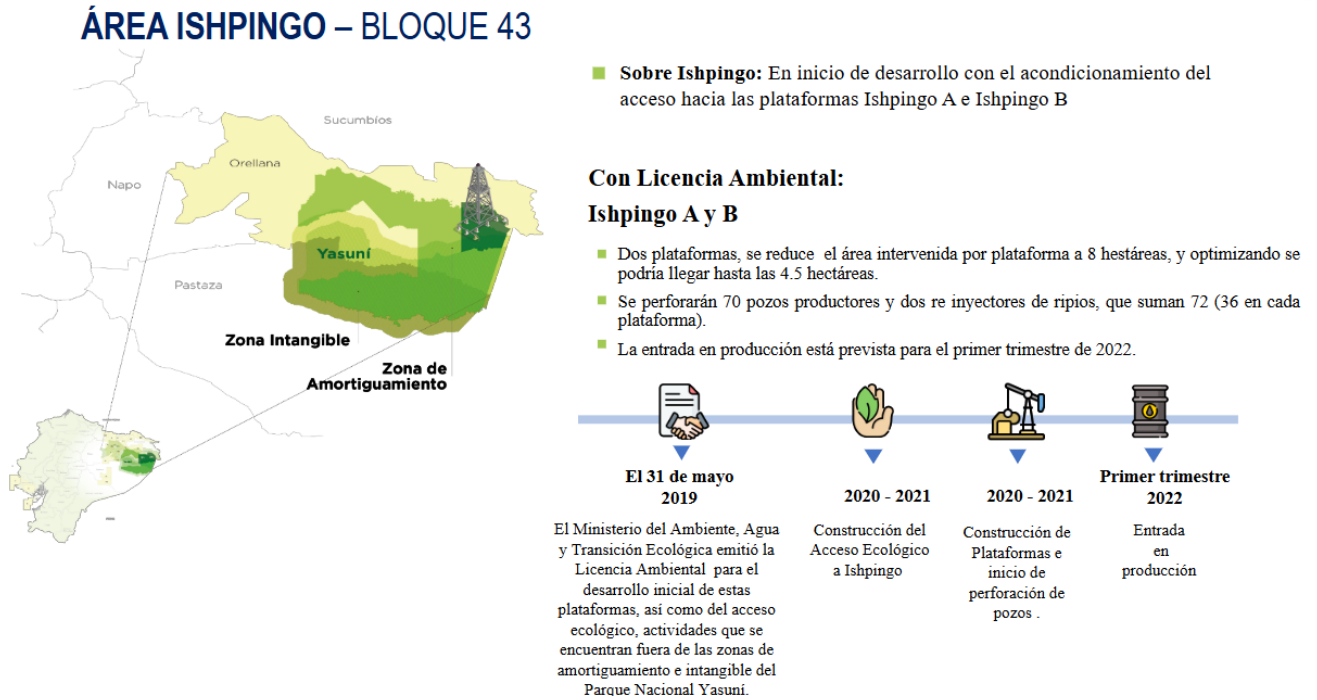 ÁREA ISHPINGO – BLOQUE 43
Sucumbíos
Orellana
Napo
Yasuní
Pastaza
Zona Intangible
Zona de
Amortiguamiento
Sobre Ishpingo: En inicio de desarrollo con el acondicionamiento del
acceso hacia las plataformas Ishpingo A e Ishpingo B
Con Licencia Ambiental:
Ishpingo A y B
Dos plataformas, se reduce el área intervenida por plataforma a 8 hestáreas, y optimizando se
podría llegar hasta las 4.5 hectáreas.
Se perforarán 70 pozos productores y dos re inyectores de ripios, que suman 72 (36 en cada
plataforma).
La entrada en producción está prevista para el primer trimestre de 2022.
El 31 de mayo
2019
El Ministerio del Ambiente, Agua
y Transición Ecológica emitió la
Licencia Ambiental para el
desarrollo inicial de estas
plataformas, así como del acceso
ecológico, actividades que se
encuentran fuera de las zonas de
amortiguamiento e intangible del
Parque Nacional Yasuní.
2020 - 2021
Construcción del
Acceso Ecológico
a Ishpingo
2020 - 2021
Construcción de
Plataformas e
inicio de
perforación de
pozos .
Primer trimestre
2022
Entrada
en
producción